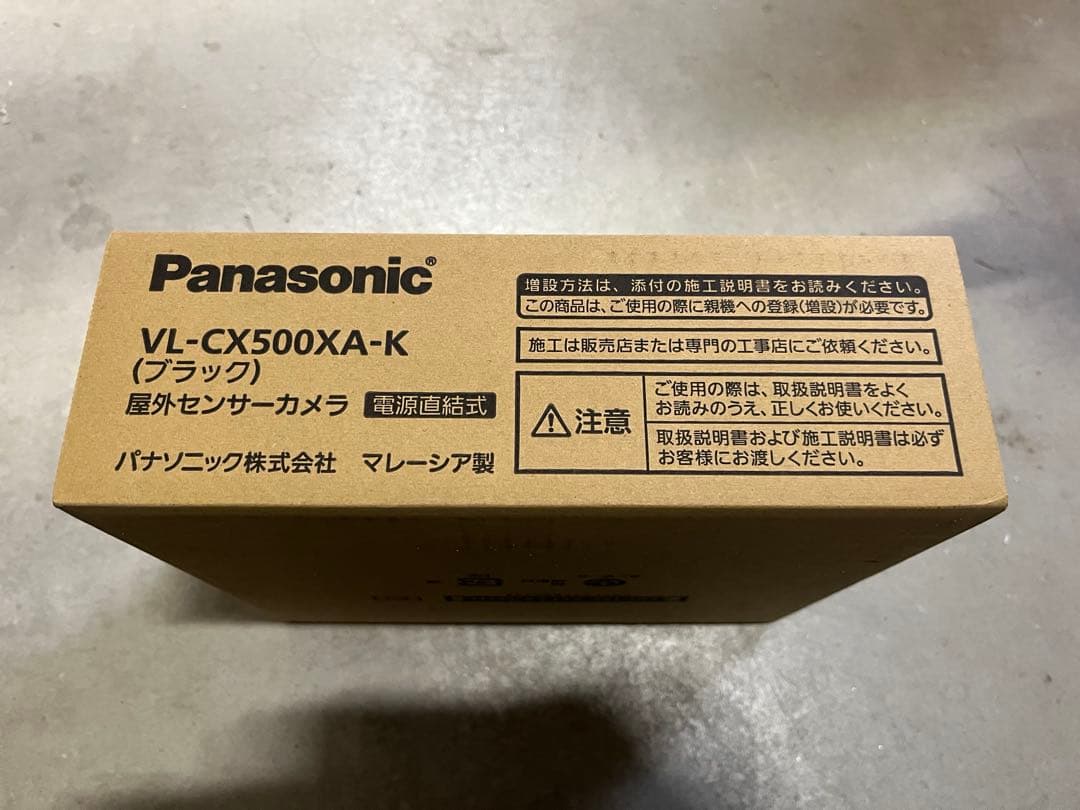 Panasonic®
VL-CX500XA-K
(ブラック)
屋外センサーカメラ 電源直結式
パナソニック株式会社 マレーシア製
増設方法は、添付の施工説明書をお読みください。
この商品は、ご使用の際に親機への登録(増設)が必要です。
施工は販売店または専門の工事店にご依頼ください。
注意
ご使用の際は、取扱説明書をよく
お読みのうえ、正しくお使いください。
取扱説明書および施工説明書は必ず
お客様にお渡しください。